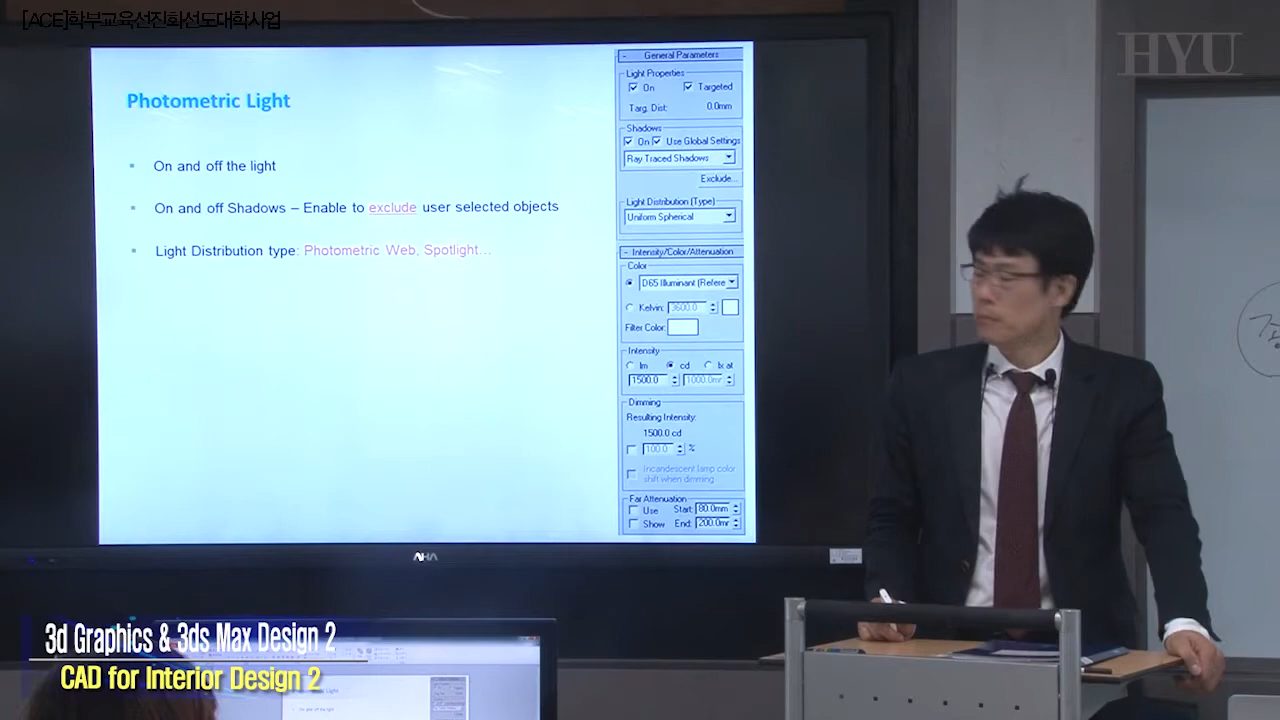 [ACE]학부교육선진화선도대학사업
HYU
Photometric Light
On and off the light
On and off Shadows – Enable to exclude user selected objects
Light Distribution type: Photometric Web, Spotlight…
General Parameters
Light Properties
On Targeted
Targ. Dist: 0.0mm
Shadows
On Use Global Settings
Ray Traced Shadows
Exclude...
Light Distribution (Type)
Uniform Spherical
Intensity/Color/Attenuation
Color
D65 Illuminant (Refere
Kelvin: 3600.0
Filter Color:
Intensity
lm cd lx at
1500.0 1000.0mr
Dimming
Resulting Intensity:
1500.0 cd
100.0 %
Incandescent lamp color
shift when dimming
Far Attenuation
Use Start: 80.0mm
Show End: 200.0mr
AHA
3d Graphics & 3ds Max Design 2
CAD for Interior Design 2